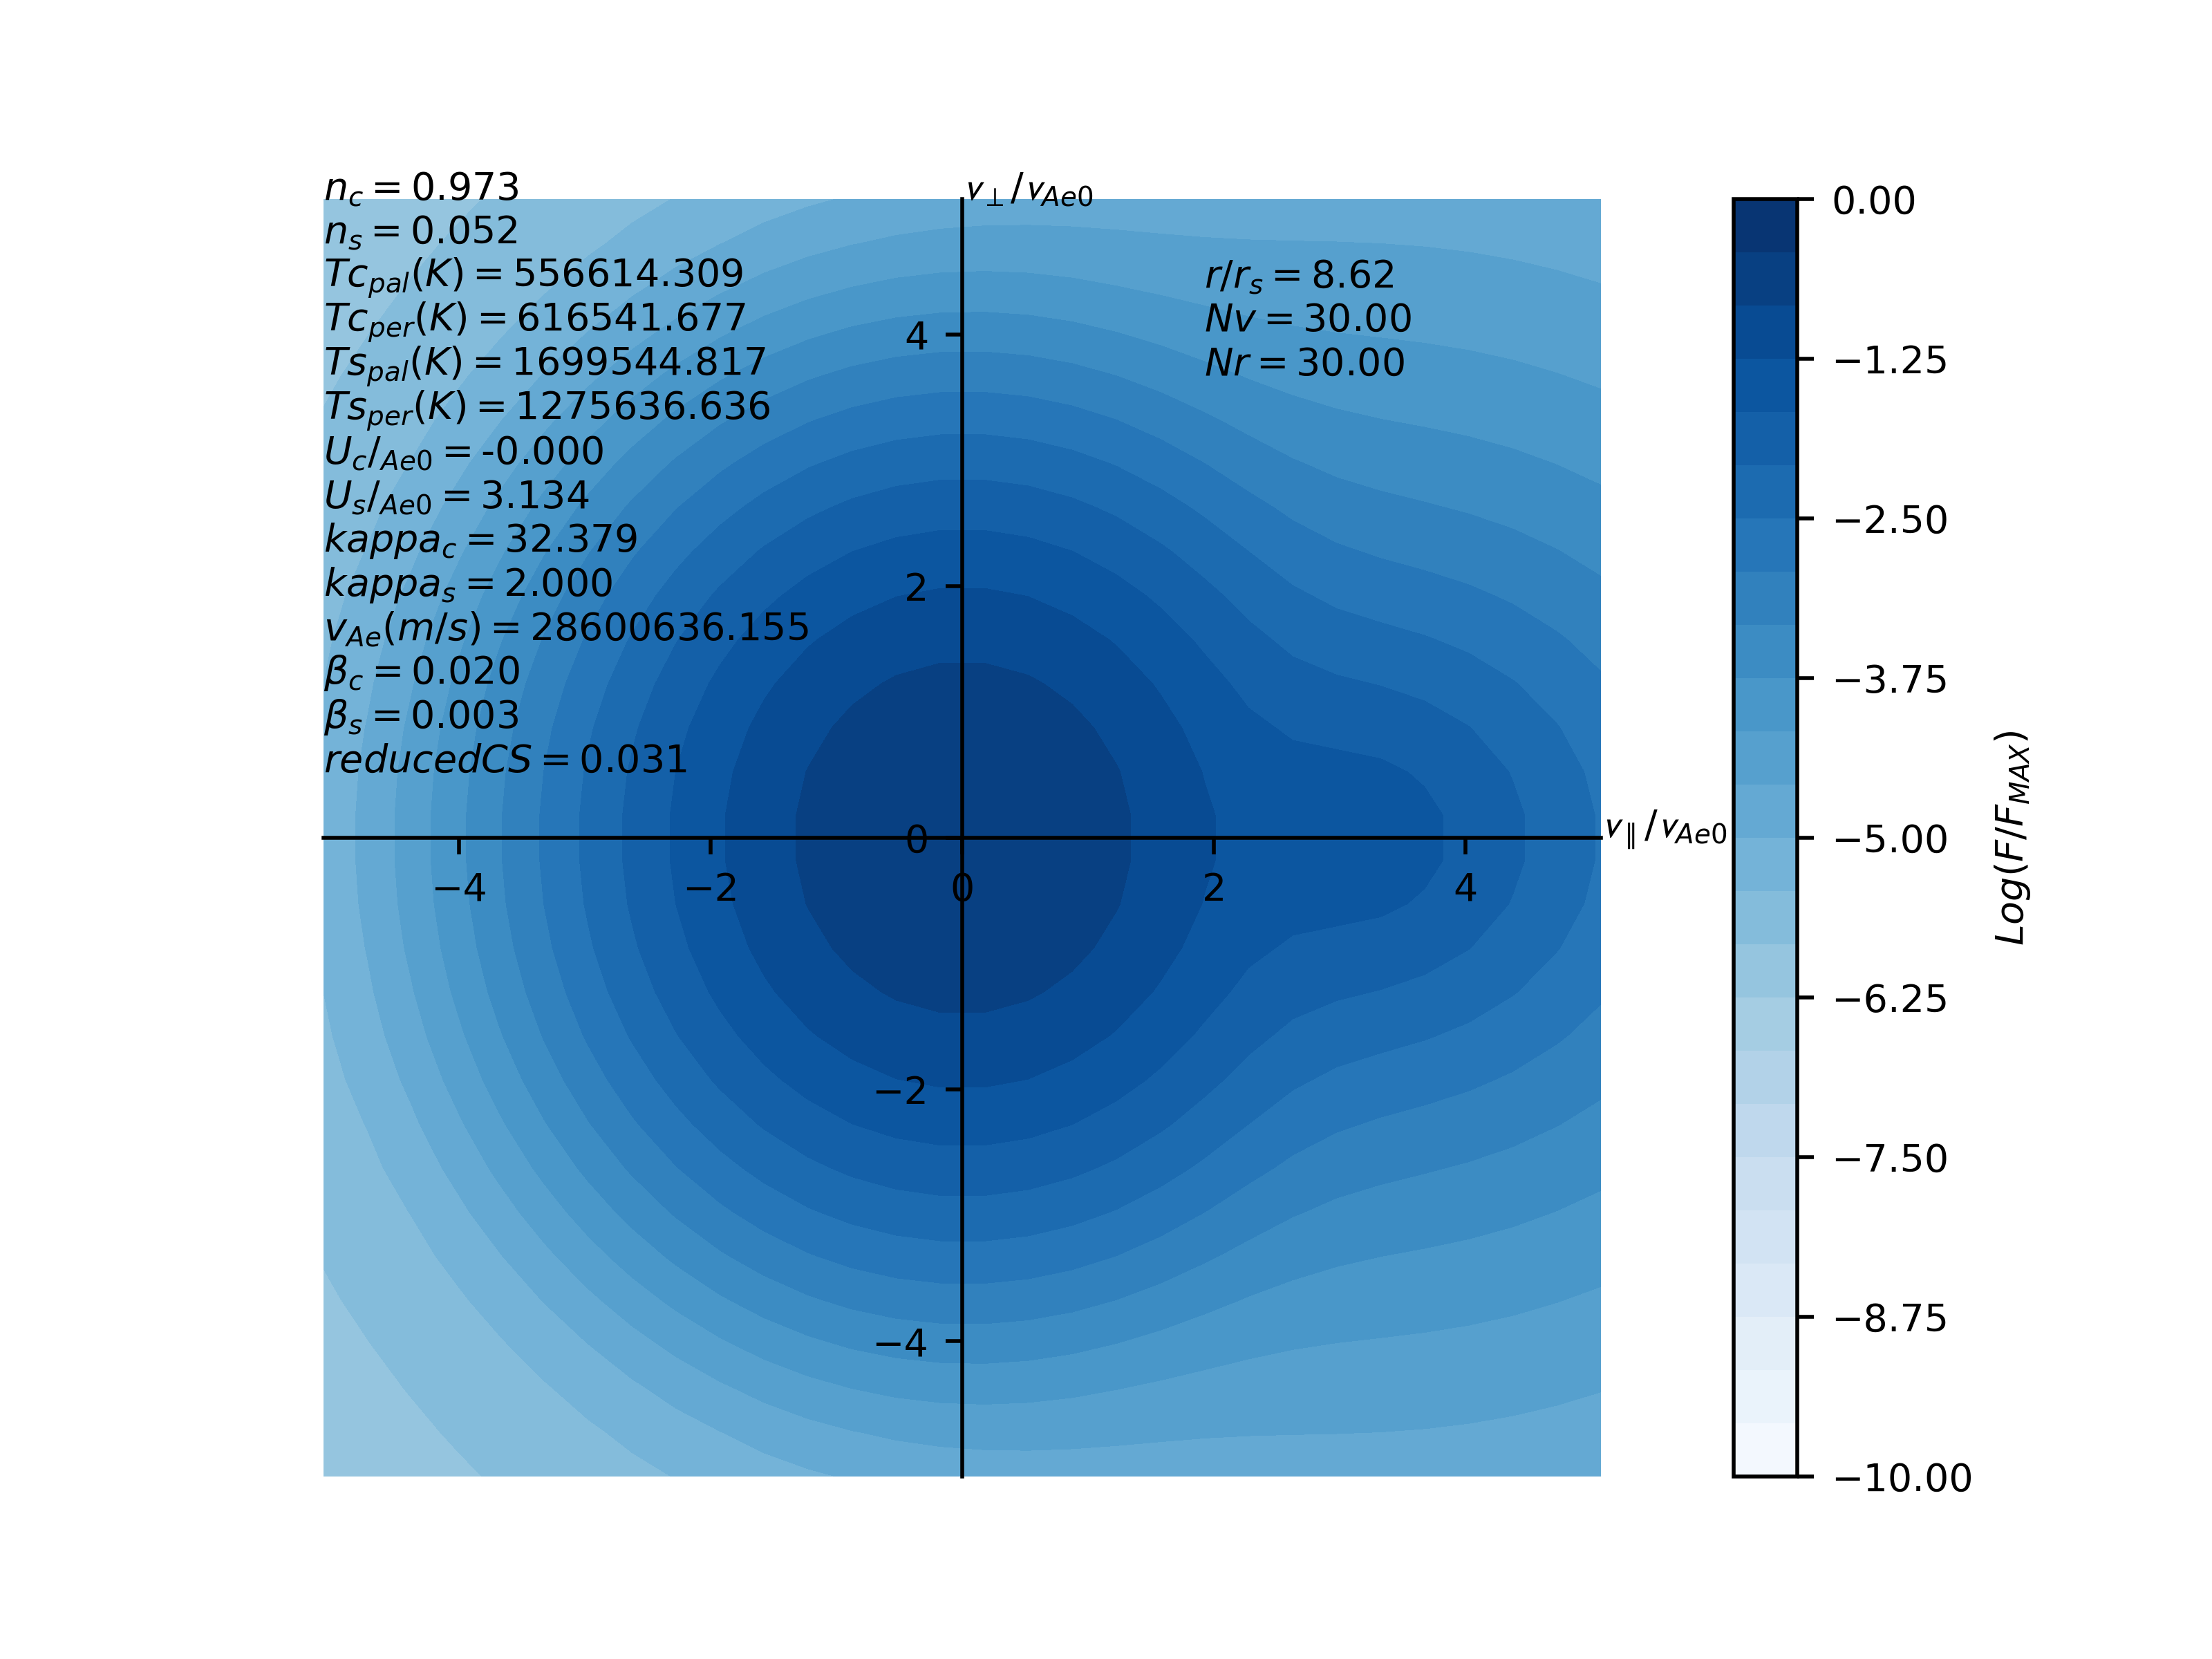 n_c = 0.973
n_s = 0.052
Tc_pal(K) = 556614.309
Tc_per(K) = 616541.677
Ts_pal(K) = 1699544.817
Ts_per(K) = 1275636.636
U_c/_Ae0 = -0.000
U_s/_Ae0 = 3.134
kappa_c = 32.379
kappa_s = 2.000
v_Ae(m/s) = 28600636.155
β_c = 0.020
β_s = 0.003
reducedCS = 0.031
v_⊥/v_Ae0
r/r_s = 8.62
Nv = 30.00
Nr = 30.00
4
2
0
−2
−4
−4
−2
0
2
4
v_∥/v_Ae0
0.00
−1.25
−2.50
−3.75
−5.00
−6.25
−7.50
−8.75
−10.00
Log(F/F_MAX)